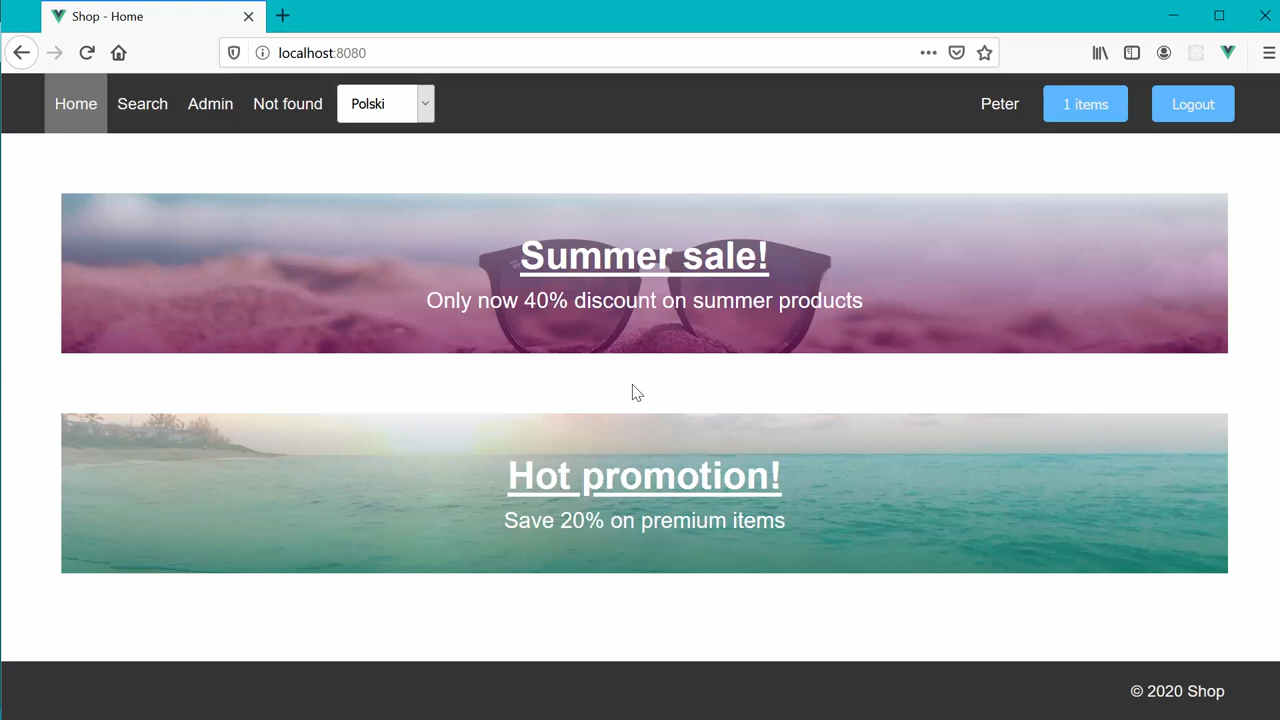 Shop - Home
localhost:8080
Home Search Admin Not found Polski Peter 1 items Logout
Summer sale!
Only now 40% discount on summer products
Hot promotion!
Save 20% on premium items
© 2020 Shop